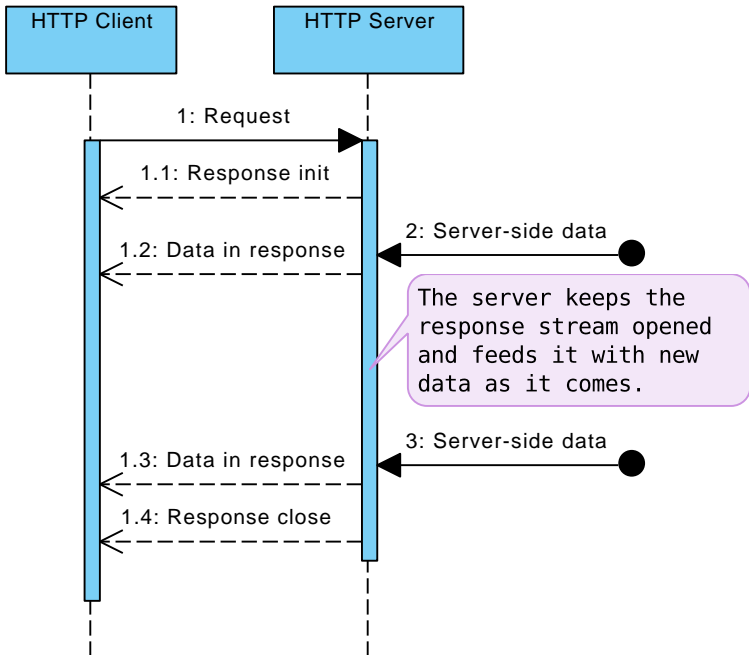 HTTP Client
HTTP Server
1: Request
1.1: Response init
2: Server-side data
1.2: Data in response
The server keeps the
response stream opened
and feeds it with new
data as it comes.
3: Server-side data
1.3: Data in response
1.4: Response close